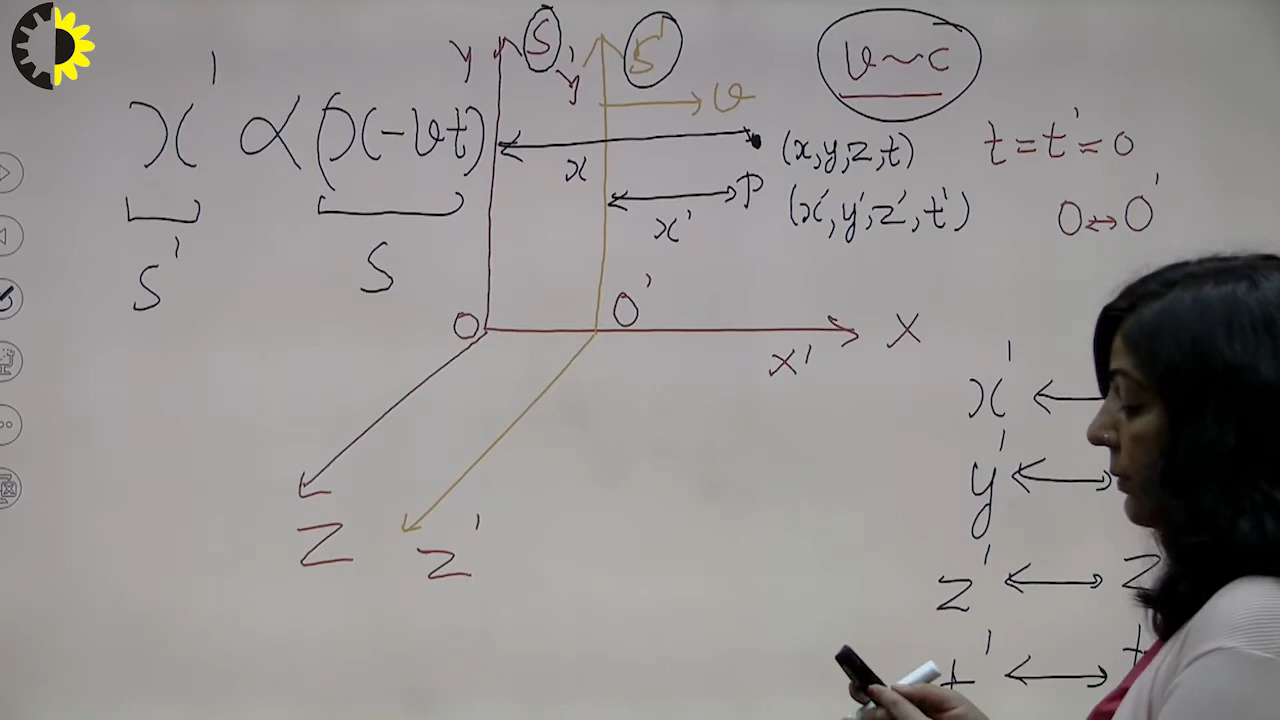 x' ∝ (x - vt)
S'
S
y
S
y'
S'
v
v ~ c
x
(x, y, z, t)
x'
P
(x', y', z', t')
t = t' = 0
O ↔ O'
O
O'
x'
X
Z
Z'
x' ↔
y' ↔
z' ↔ z
t' ↔ t